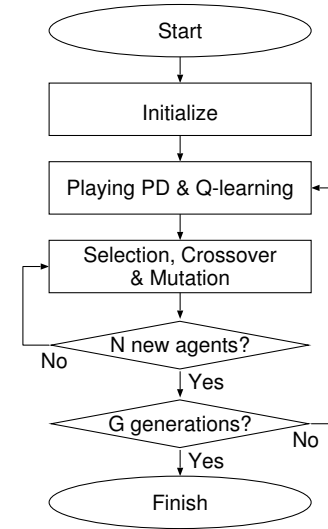 Start
Initialize
Playing PD & Q-learning
Selection, Crossover
& Mutation
N new agents?
No
Yes
G generations?
No
Yes
Finish